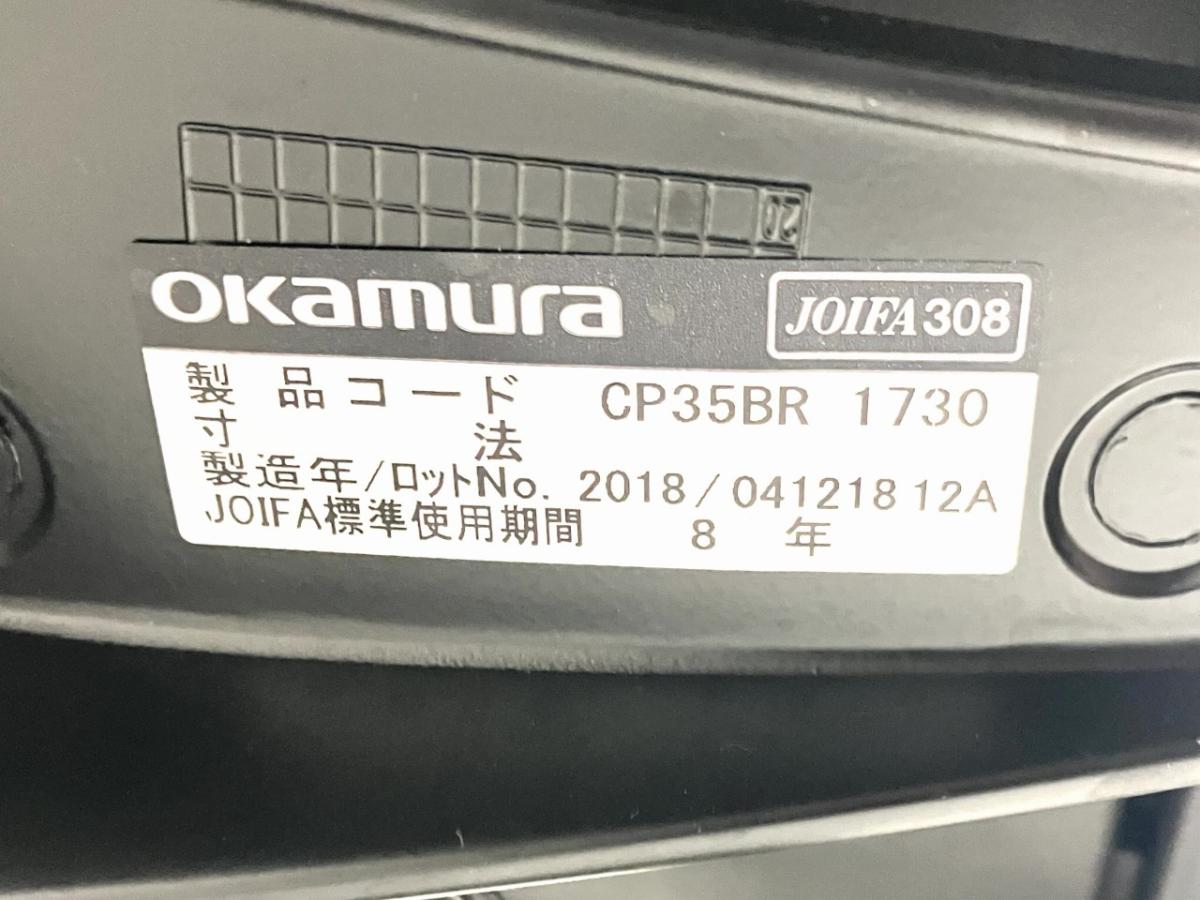 20
okamura
JOIFA308
製品コード CP35BR 1730
寸法
製造年/ロットNo. 2018/04121812A
JOIFA標準使用期間 8 年